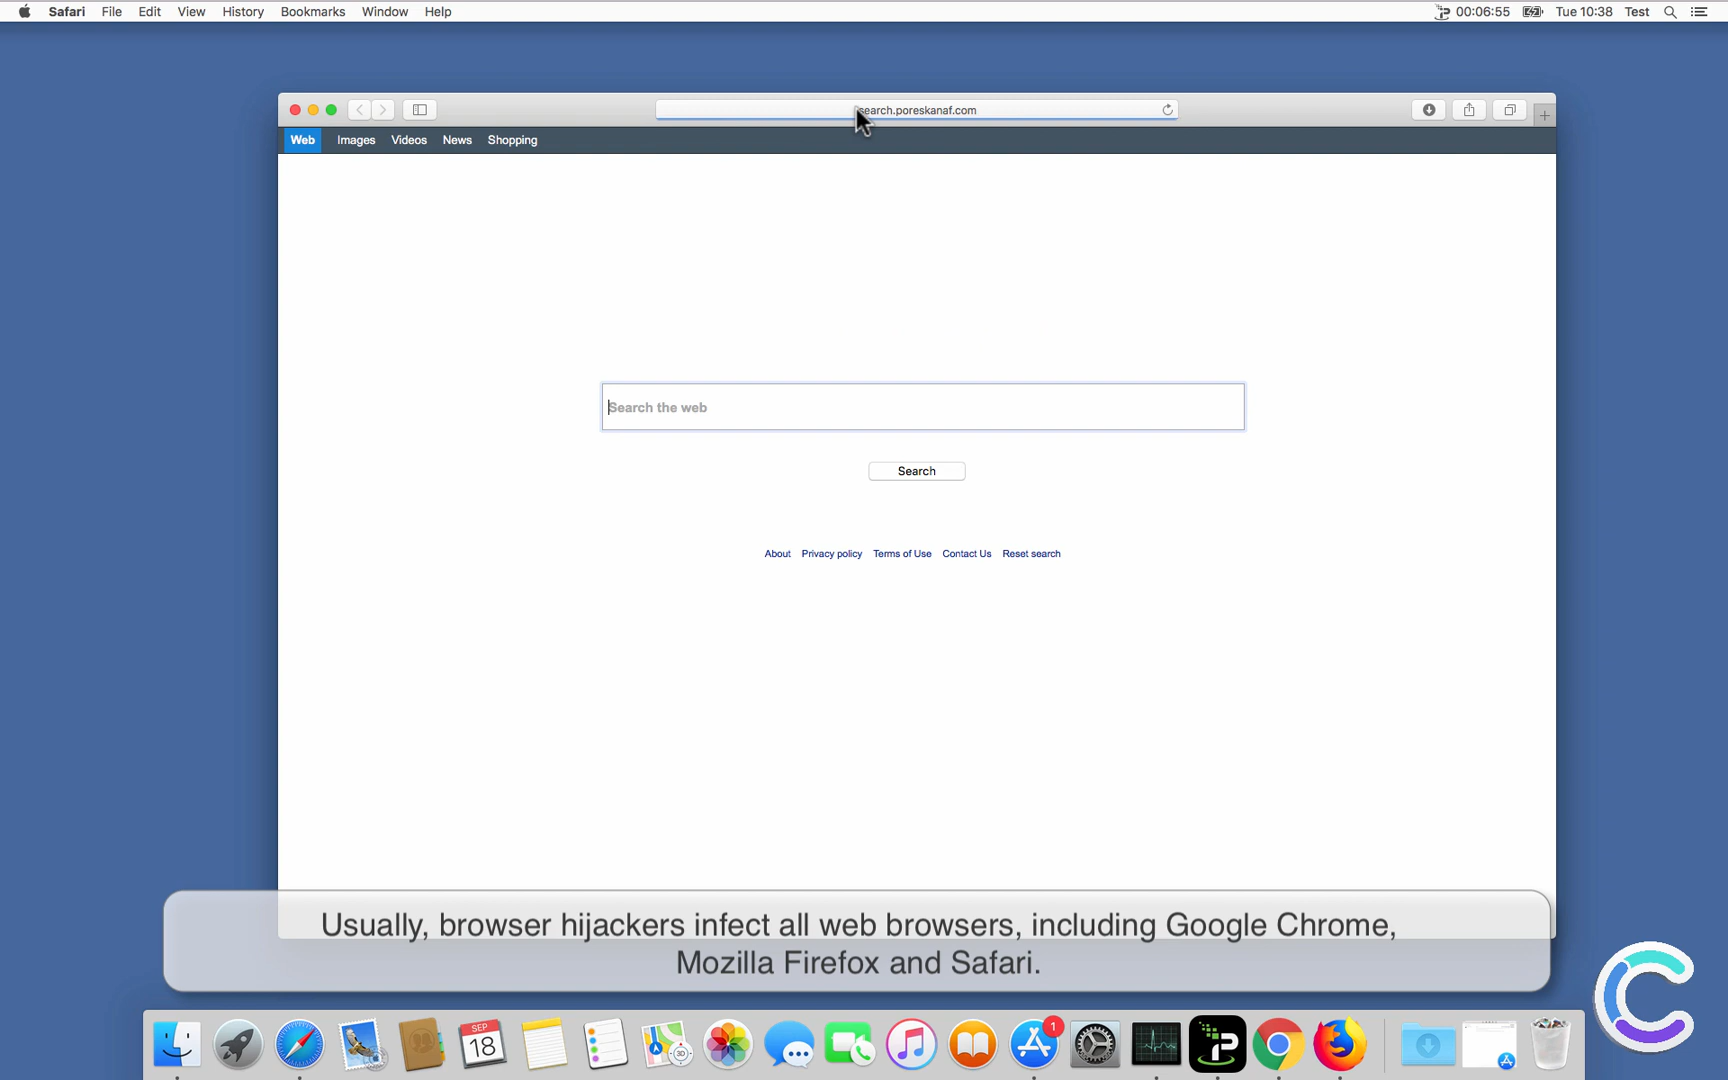 Safari File Edit View History Bookmarks Window Help 00:06:55 Tue 10:38 Test
search.poreskanaf.com
Web Images Videos News Shopping
Search the web
Search
About Privacy policy Terms of Use Contact Us Reset search
Usually, browser hijackers infect all web browsers, including Google Chrome,
Mozilla Firefox and Safari.
SEP
18
3D
1